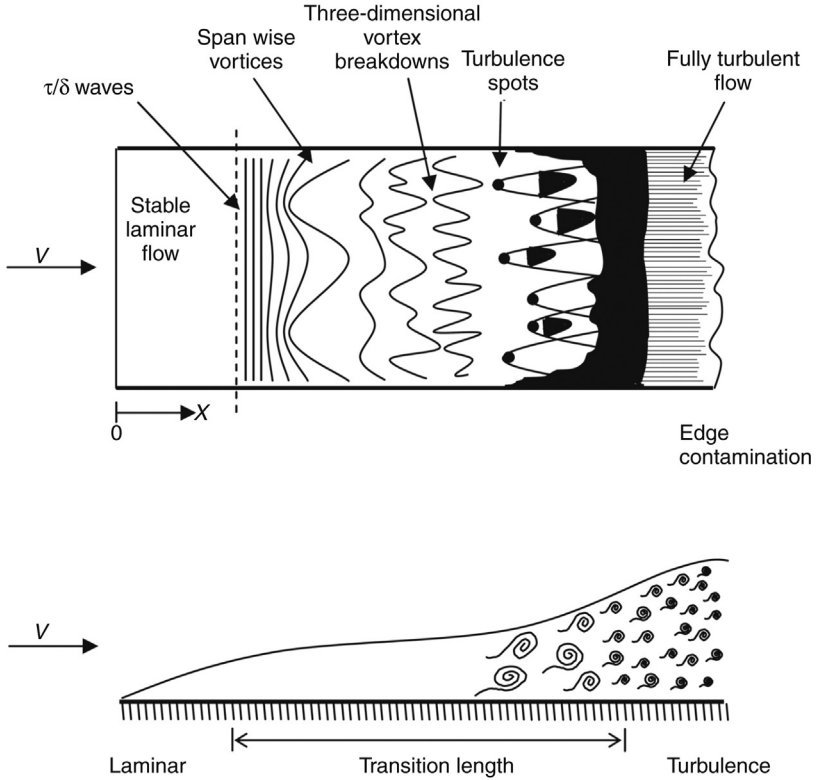 Three-dimensional
vortex
breakdowns
Span wise
vortices
Turbulence
spots
Fully turbulent
flow
τ/δ waves
Stable
laminar
flow
V
X
0
Edge
contamination
V
Laminar
Transition length
Turbulence